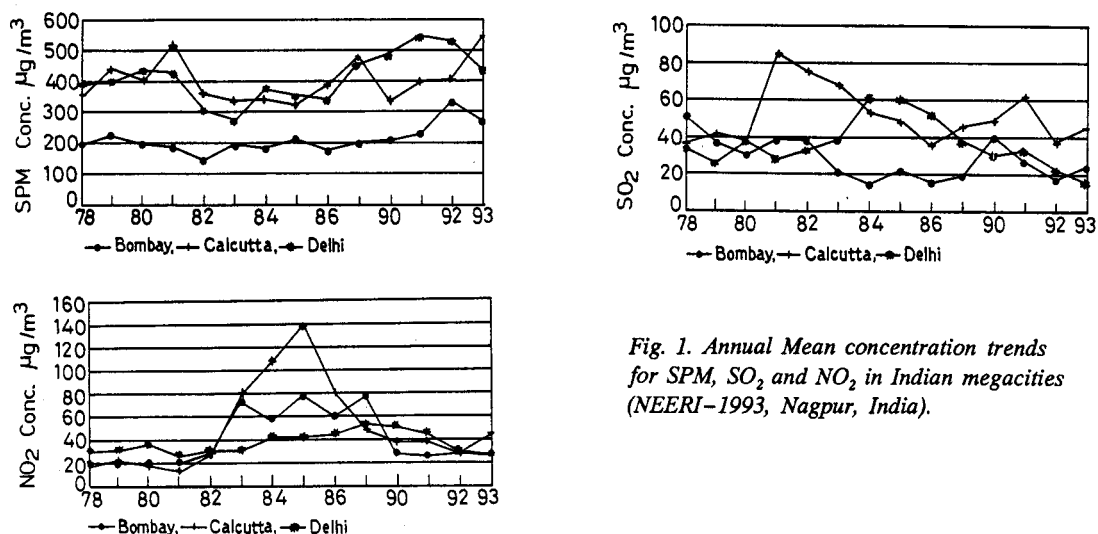 600
500
400
300
200
100
0
SPM Conc. µg/m³
78 80 82 84 86 90 92 93
Bombay, Calcutta, Delhi
100
80
60
40
20
0
SO₂ Conc. µg/m³
78 80 82 84 86 90 92 93
Bombay, Calcutta, Delhi
160
140
120
100
80
60
40
20
0
NO₂ Conc. µg/m³
78 80 82 84 86 90 92 93
Bombay, Calcutta, Delhi
Fig. 1. Annual Mean concentration trends
for SPM, SO₂ and NO₂ in Indian megacities
(NEERI–1993, Nagpur, India).